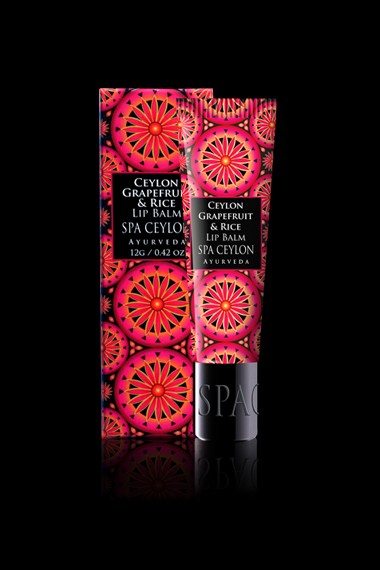 CEYLON
GRAPEFRUIT
& RICE
LIP BALM
SPA CEYLON
AYURVEDA
12G / 0.42 OZ
CEYLON
GRAPEFRUIT
& RICE
LIP BALM
SPA CEYLON
AYURVEDA
SPAC